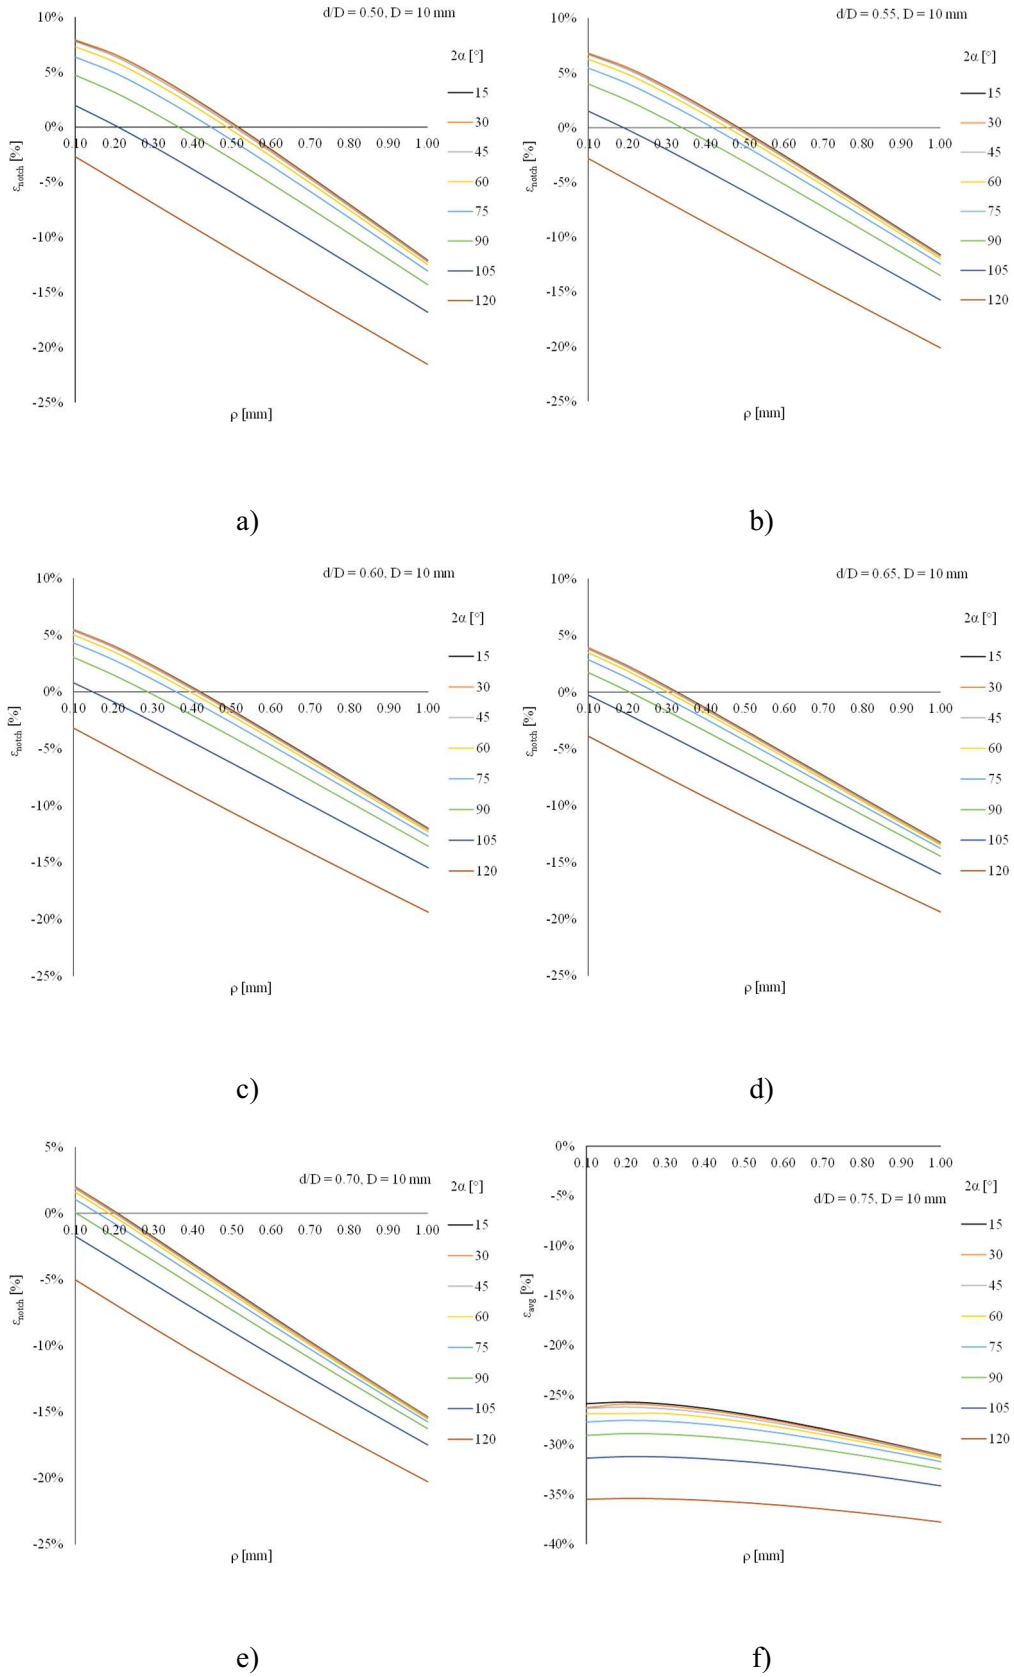 d/D = 0.50, D = 10 mm
10%
5%
0%
-5%
-10%
-15%
-20%
-25%
0.10 0.20 0.30 0.40 0.50 0.60 0.70 0.80 0.90 1.00
εnotch [%]
ρ [mm]
2α [°]
15
30
45
60
75
90
105
120
a)
d/D = 0.55, D = 10 mm
10%
5%
0%
-5%
-10%
-15%
-20%
-25%
0.10 0.20 0.30 0.40 0.50 0.60 0.70 0.80 0.90 1.00
εnotch [%]
ρ [mm]
2α [°]
15
30
45
60
75
90
105
120
b)
d/D = 0.60, D = 10 mm
10%
5%
0%
-5%
-10%
-15%
-20%
-25%
0.10 0.20 0.30 0.40 0.50 0.60 0.70 0.80 0.90 1.00
εnotch [%]
ρ [mm]
2α [°]
15
30
45
60
75
90
105
120
c)
d/D = 0.65, D = 10 mm
10%
5%
0%
-5%
-10%
-15%
-20%
-25%
0.10 0.20 0.30 0.40 0.50 0.60 0.70 0.80 0.90 1.00
εnotch [%]
ρ [mm]
2α [°]
15
30
45
60
75
90
105
120
d)
d/D = 0.70, D = 10 mm
5%
0%
-5%
-10%
-15%
-20%
-25%
0.10 0.20 0.30 0.40 0.50 0.60 0.70 0.80 0.90 1.00
εnotch [%]
ρ [mm]
2α [°]
15
30
45
60
75
90
105
120
e)
0%
-5%
-10%
-15%
-20%
-25%
-30%
-35%
-40%
0.10 0.20 0.30 0.40 0.50 0.60 0.70 0.80 0.90 1.00
d/D = 0.75, D = 10 mm
εavg [%]
ρ [mm]
2α [°]
15
30
45
60
75
90
105
120
f)